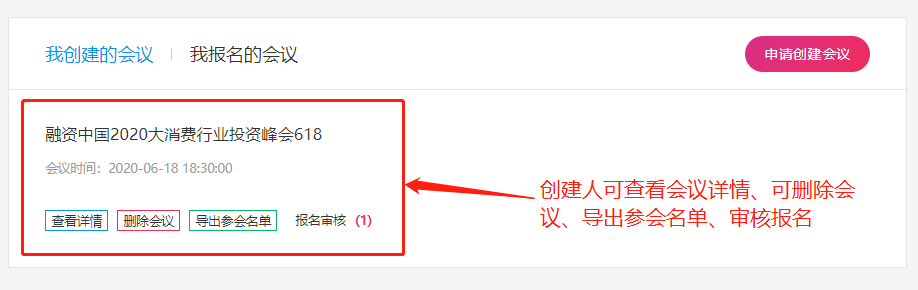 我创建的会议 我报名的会议 申请创建会议
融资中国2020大消费行业投资峰会618
会议时间：2020-06-18 18:30:00
查看详情 删除会议 导出参会名单 报名审核 (1)
创建人可查看会议详情、可删除会
议、导出参会名单、审核报名